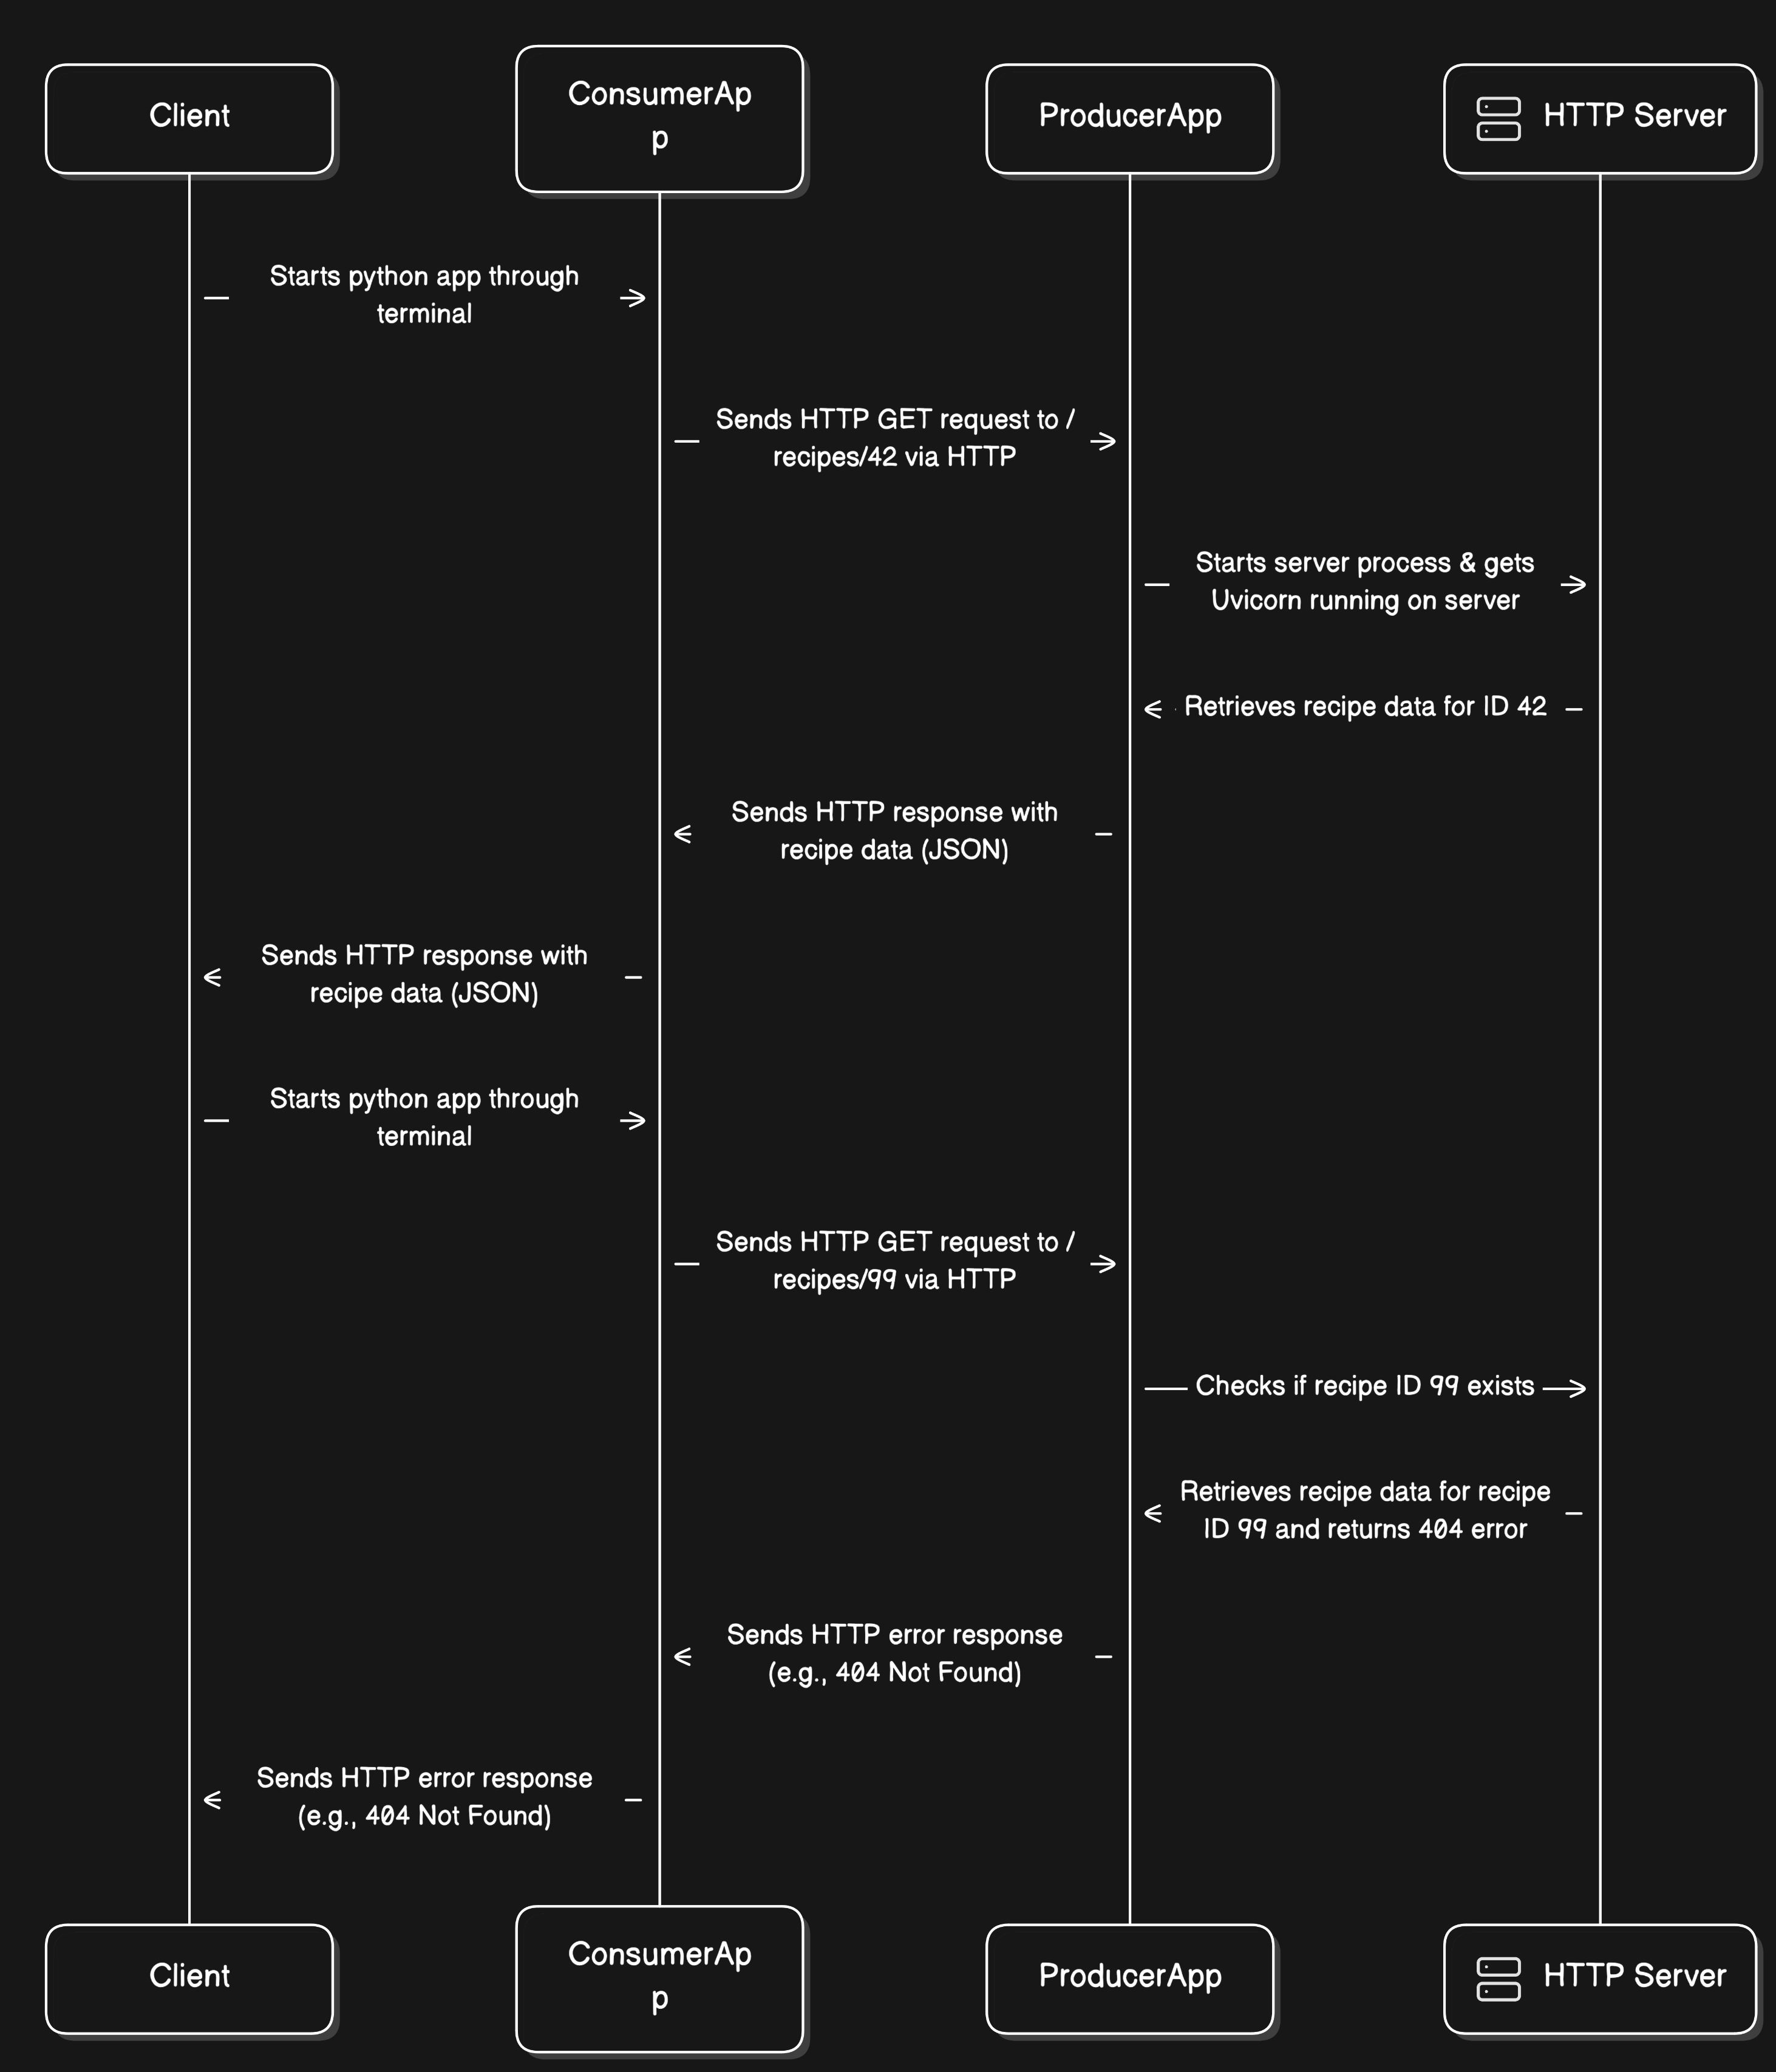 Client
ConsumerAp
p
ProducerApp
HTTP Server
Starts python app through
terminal
Sends HTTP GET request to /
recipes/42 via HTTP
Starts server process & gets
Uvicorn running on server
Retrieves recipe data for ID 42
Sends HTTP response with
recipe data (JSON)
Sends HTTP response with
recipe data (JSON)
Starts python app through
terminal
Sends HTTP GET request to /
recipes/99 via HTTP
Checks if recipe ID 99 exists
Retrieves recipe data for recipe
ID 99 and returns 404 error
Sends HTTP error response
(e.g., 404 Not Found)
Sends HTTP error response
(e.g., 404 Not Found)
Client
ConsumerAp
p
ProducerApp
HTTP Server